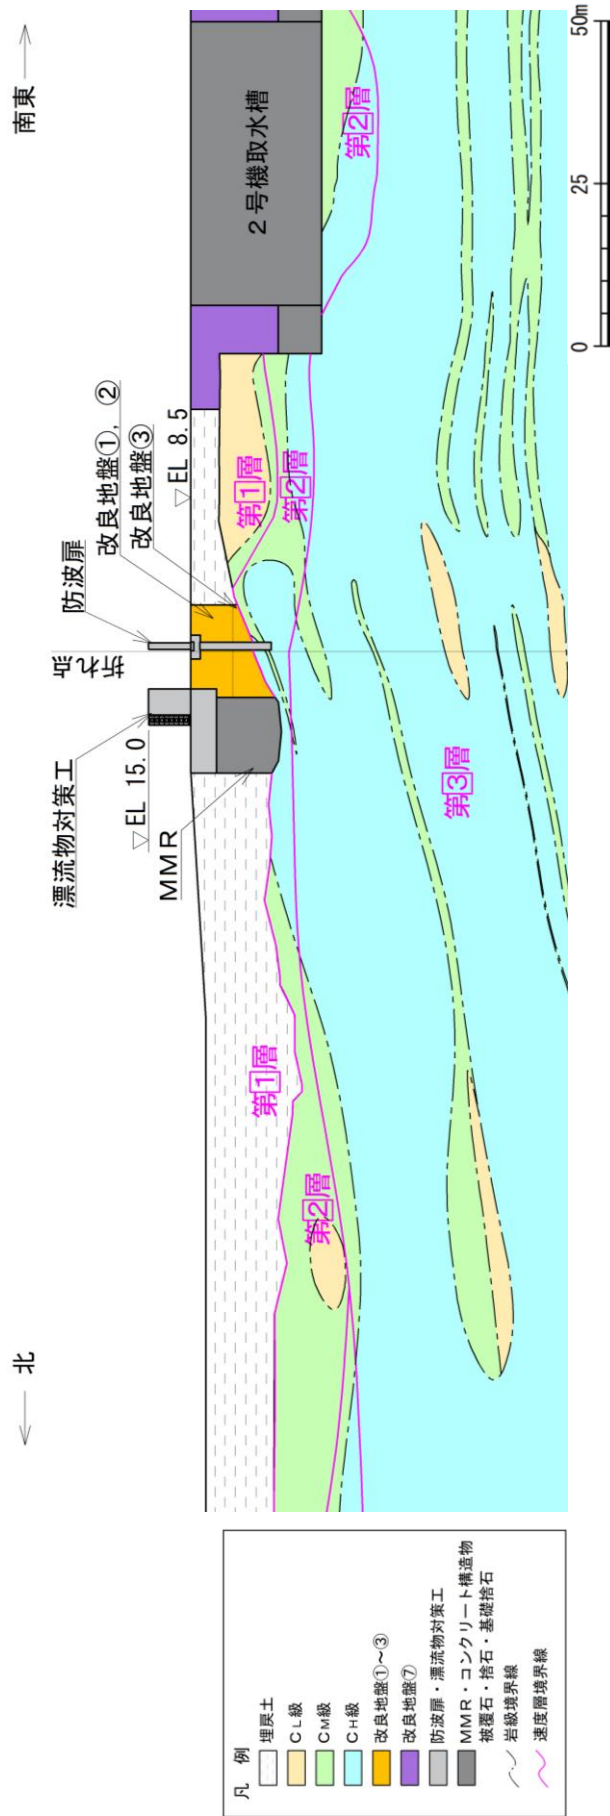 ← 北
南東 →
漂流物対策工
▽EL 15.0
MMR
防波扉
折れ点
改良地盤①，②
改良地盤③
▽EL 8.5
2号機取水槽
第1層
第2層
第1層
第2層
第2層
第3層
0 25 50m
凡 例
埋戻土
CL級
CM級
CH級
改良地盤①～③
改良地盤⑦
防波扉・漂流物対策工
MMR・コンクリート構造物
被覆石・捨石・基礎捨石
岩級境界線
速度層境界線